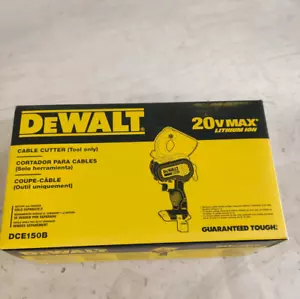 DEWALT
20V MAX*
LITHIUM ION
CABLE CUTTER (Tool only)
CORTADOR PARA CABLES
(Solo herramienta)
COUPE-CÂBLE
(Outil uniquement)
DCE150B
GUARANTEED TOUGH.